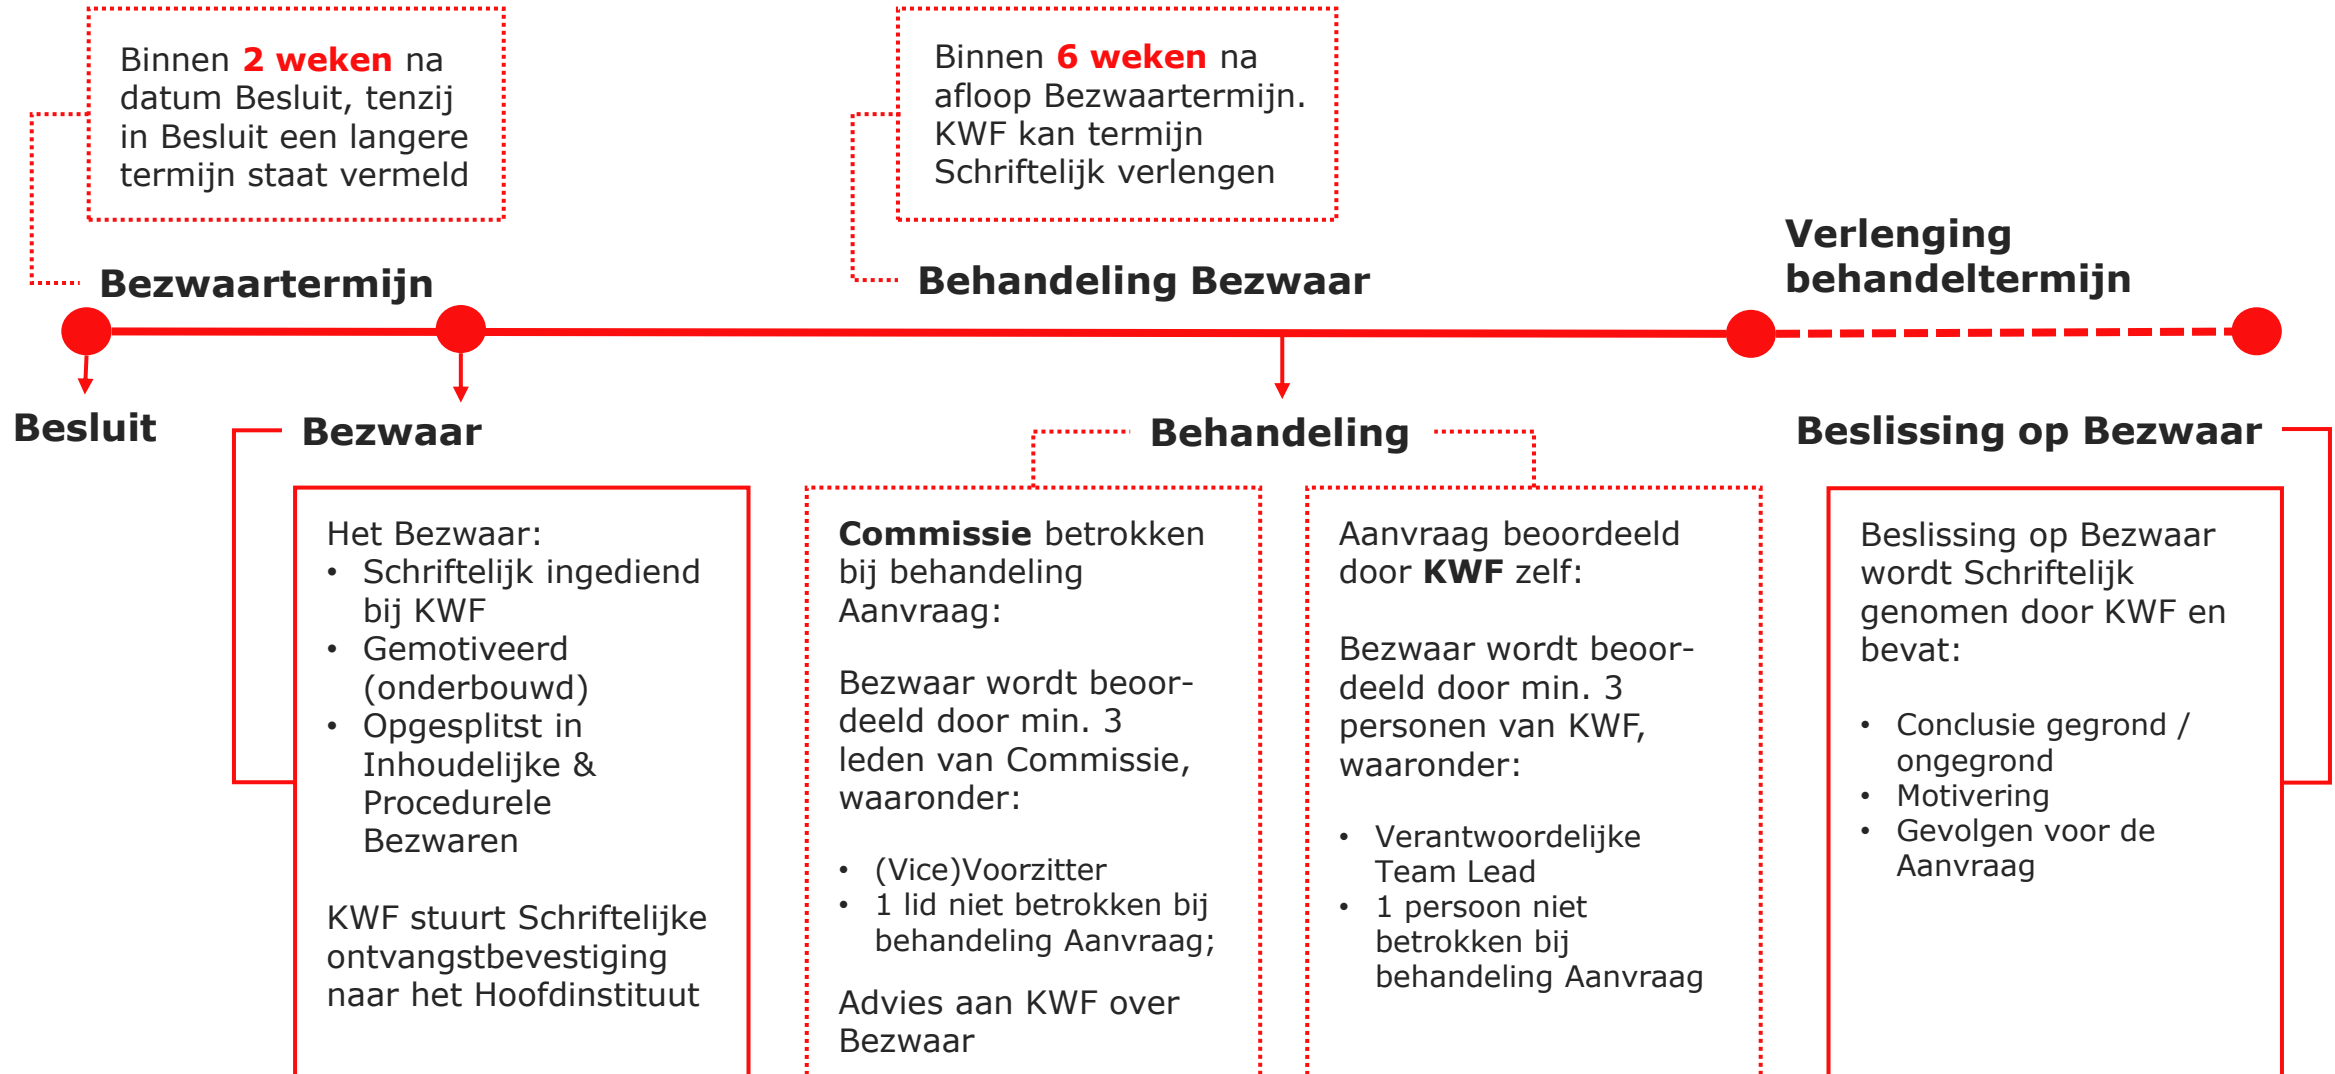 Binnen 2 weken na
datum Besluit, tenzij
in Besluit een langere
termijn staat vermeld
Binnen 6 weken na
afloop Bezwaartermijn.
KWF kan termijn
Schriftelijk verlengen
Bezwaartermijn
Behandeling Bezwaar
Verlenging
behandeltermijn
Besluit
Bezwaar
Behandeling
Beslissing op Bezwaar
Het Bezwaar:
• Schriftelijk ingediend
bij KWF
• Gemotiveerd
(onderbouwd)
• Opgesplitst in
Inhoudelijke &
Procedurele
Bezwaren
KWF stuurt Schriftelijke
ontvangstbevestiging
naar het Hoofdinstituut
Commissie betrokken
bij behandeling
Aanvraag:
Bezwaar wordt beoor-
deeld door min. 3
leden van Commissie,
waaronder:
• (Vice)Voorzitter
• 1 lid niet betrokken bij
behandeling Aanvraag;
Advies aan KWF over
Bezwaar
Aanvraag beoordeeld
door KWF zelf:
Bezwaar wordt beoor-
deeld door min. 3
personen van KWF,
waaronder:
• Verantwoordelijke
Team Lead
• 1 persoon niet
betrokken bij
behandeling Aanvraag
Beslissing op Bezwaar
wordt Schriftelijk
genomen door KWF en
bevat:
• Conclusie gegrond /
ongegrond
• Motivering
• Gevolgen voor de
Aanvraag